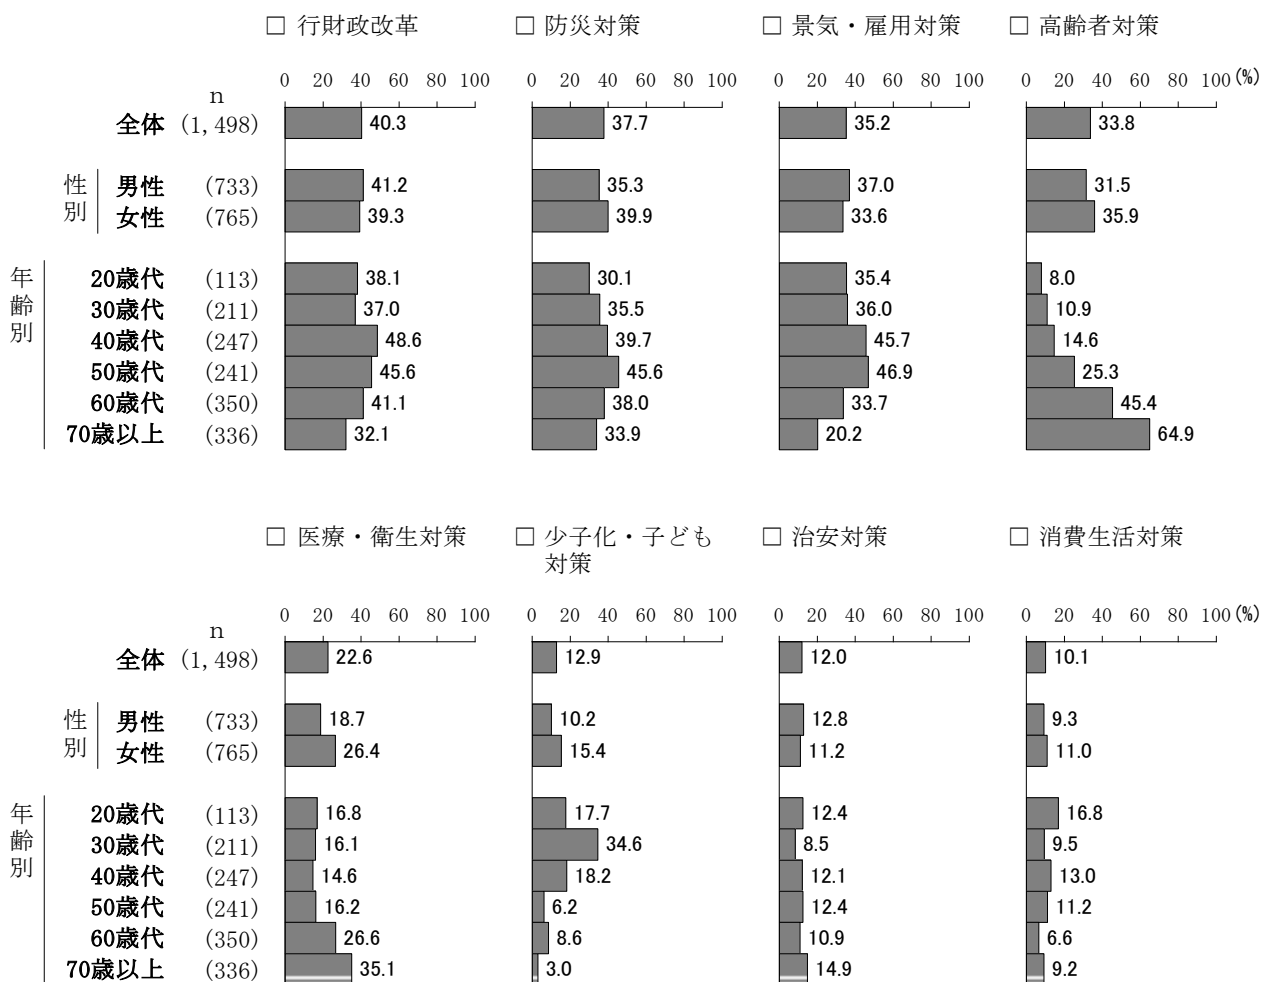 □ 行財政改革 □ 防災対策 □ 景気・雇用対策 □ 高齢者対策
0 20 40 60 80 100 0 20 40 60 80 100 0 20 40 60 80 100 0 20 40 60 80 100(%)
n
全体 (1,498) 40.3 37.7 35.2 33.8
性別
男性 (733) 41.2 35.3 37.0 31.5
女性 (765) 39.3 39.9 33.6 35.9
年齢別
20歳代 (113) 38.1 30.1 35.4 8.0
30歳代 (211) 37.0 35.5 36.0 10.9
40歳代 (247) 48.6 39.7 45.7 14.6
50歳代 (241) 45.6 45.6 46.9 25.3
60歳代 (350) 41.1 38.0 33.7 45.4
70歳以上 (336) 32.1 33.9 20.2 64.9
□ 医療・衛生対策 □ 少子化・子ども □ 治安対策 □ 消費生活対策
対策
0 20 40 60 80 100 0 20 40 60 80 100 0 20 40 60 80 100 0 20 40 60 80 100(%)
n
全体 (1,498) 22.6 12.9 12.0 10.1
性別
男性 (733) 18.7 10.2 12.8 9.3
女性 (765) 26.4 15.4 11.2 11.0
年齢別
20歳代 (113) 16.8 17.7 12.4 16.8
30歳代 (211) 16.1 34.6 8.5 9.5
40歳代 (247) 14.6 18.2 12.1 13.0
50歳代 (241) 16.2 6.2 12.4 11.2
60歳代 (350) 26.6 8.6 10.9 6.6
70歳以上 (336) 35.1 3.0 14.9 9.2